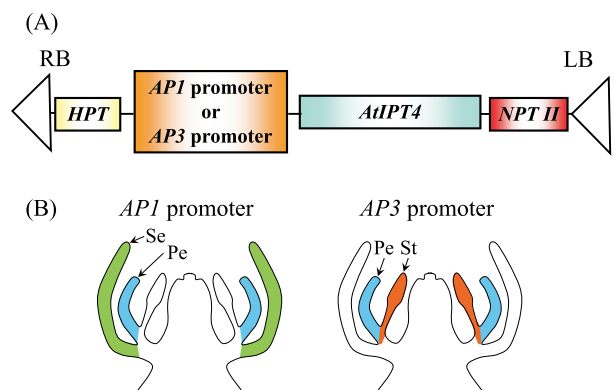 (A)
RB
LB
HPT
AP1 promoter
or
AP3 promoter
AtIPT4
NPT II
(B)
AP1 promoter
AP3 promoter
Se
Pe
Pe
St